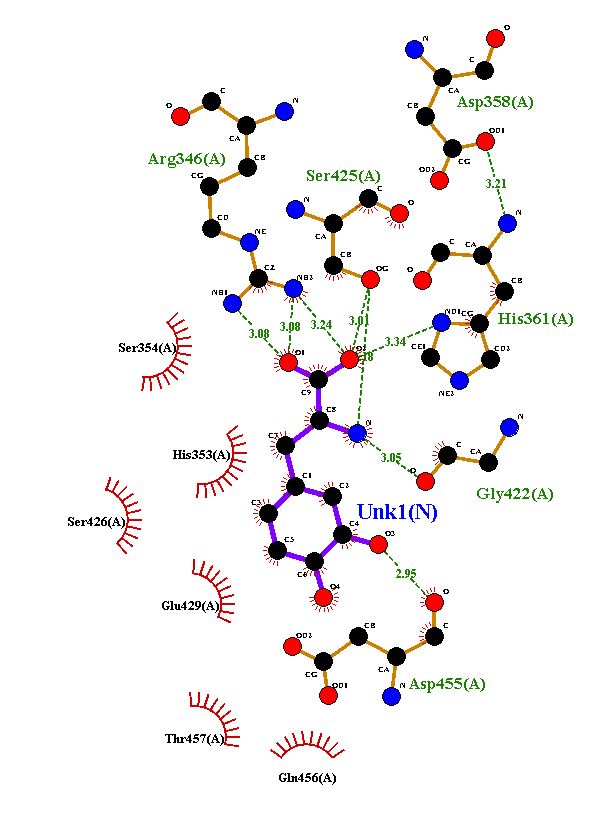 O
N
CA
C
Asp358(A)
CB
OD1
CG
OD2
3.21
C
O
N
CA
Arg346(A)
CB
CG
CD
NE
CZ
NH2
NH1
Ser425(A)
N
C
O
CA
CB
OG
N
C
CA
O
CB
ND1
CG
His361(A)
CE1
CD2
NE2
3.08
3.08
3.24
3.01
3.34
Ser354(A)
O1
C9
C8
N
C7
3.05
His353(A)
N
C
CA
O
Gly422(A)
C1
C2
C3
C4
Unk1(N)
O3
C5
C6
O4
2.95
Ser426(A)
Glu429(A)
O
C
CB
CA
OD2
CG
OD1
N
Asp455(A)
Thr457(A)
Gln456(A)